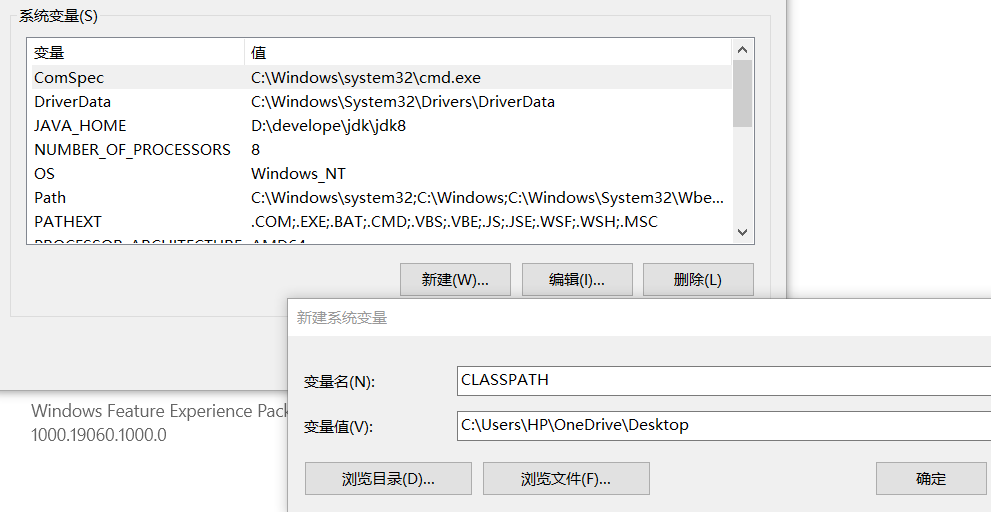 系统变量(S)
变量 值
ComSpec C:\Windows\system32\cmd.exe
DriverData C:\Windows\System32\Drivers\DriverData
JAVA_HOME D:\develope\jdk\jdk8
NUMBER_OF_PROCESSORS 8
OS Windows_NT
Path C:\Windows\system32;C:\Windows;C:\Windows\System32\Wbe...
PATHEXT .COM;.EXE;.BAT;.CMD;.VBS;.VBE;.JS;.JSE;.WSF;.WSH;.MSC
PROCESSOR_ARCHITECTURE AMD64
新建(W)... 编辑(I)... 删除(L)
新建系统变量
变量名(N): CLASSPATH
Windows Feature Experience Pack
变量值(V): C:\Users\HP\OneDrive\Desktop
1000.19060.1000.0
浏览目录(D)... 浏览文件(F)... 确定